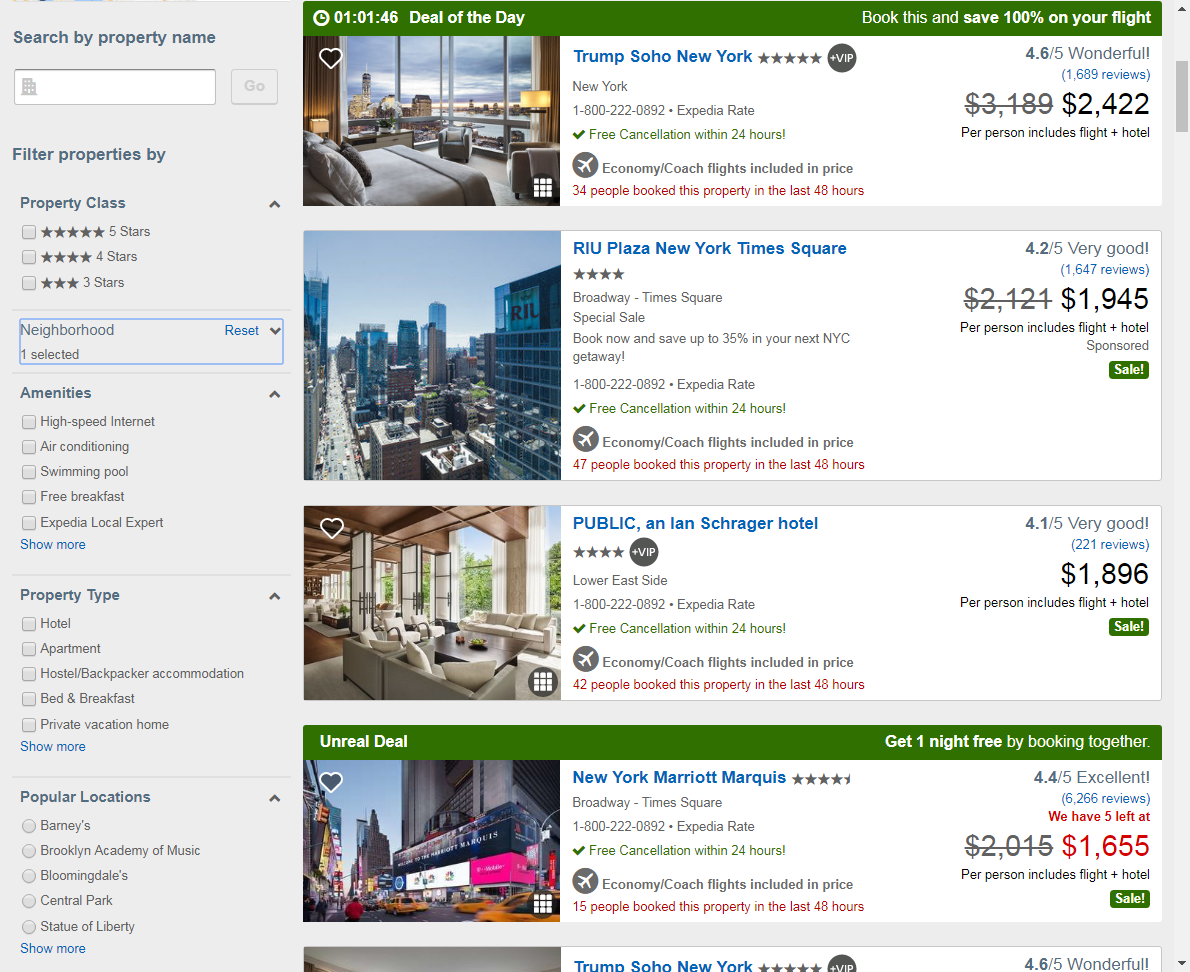 Search by property name
Go
Filter properties by
Property Class
5 Stars
4 Stars
3 Stars
Neighborhood Reset
1 selected
Amenities
High-speed Internet
Air conditioning
Swimming pool
Free breakfast
Expedia Local Expert
Show more
Property Type
Hotel
Apartment
Hostel/Backpacker accommodation
Bed & Breakfast
Private vacation home
Show more
Popular Locations
Barney's
Brooklyn Academy of Music
Bloomingdale's
Central Park
Statue of Liberty
Show more
01:01:46 Deal of the Day Book this and save 100% on your flight
Trump Soho New York +VIP
New York
1-800-222-0892 • Expedia Rate
Free Cancellation within 24 hours!
Economy/Coach flights included in price
34 people booked this property in the last 48 hours
4.6/5 Wonderful!
(1,689 reviews)
$3,189 $2,422
Per person includes flight + hotel
RIU
RIU Plaza New York Times Square
Broadway - Times Square
Special Sale
Book now and save up to 35% in your next NYC
getaway!
1-800-222-0892 • Expedia Rate
Free Cancellation within 24 hours!
Economy/Coach flights included in price
47 people booked this property in the last 48 hours
4.2/5 Very good!
(1,647 reviews)
$2,121 $1,945
Per person includes flight + hotel
Sponsored
Sale!
PUBLIC, an Ian Schrager hotel
+VIP
Lower East Side
1-800-222-0892 • Expedia Rate
Free Cancellation within 24 hours!
Economy/Coach flights included in price
42 people booked this property in the last 48 hours
4.1/5 Very good!
(221 reviews)
$1,896
Per person includes flight + hotel
Sale!
Unreal Deal Get 1 night free by booking together.
WELCOME TO THE MARRIOTT MARQUIS
T-Mobile
New York Marriott Marquis
Broadway - Times Square
1-800-222-0892 • Expedia Rate
Free Cancellation within 24 hours!
Economy/Coach flights included in price
15 people booked this property in the last 48 hours
4.4/5 Excellent!
(6,266 reviews)
We have 5 left at
$2,015 $1,655
Per person includes flight + hotel
Sale!
Trump Soho New York +VIP
4.6/5 Wonderful!